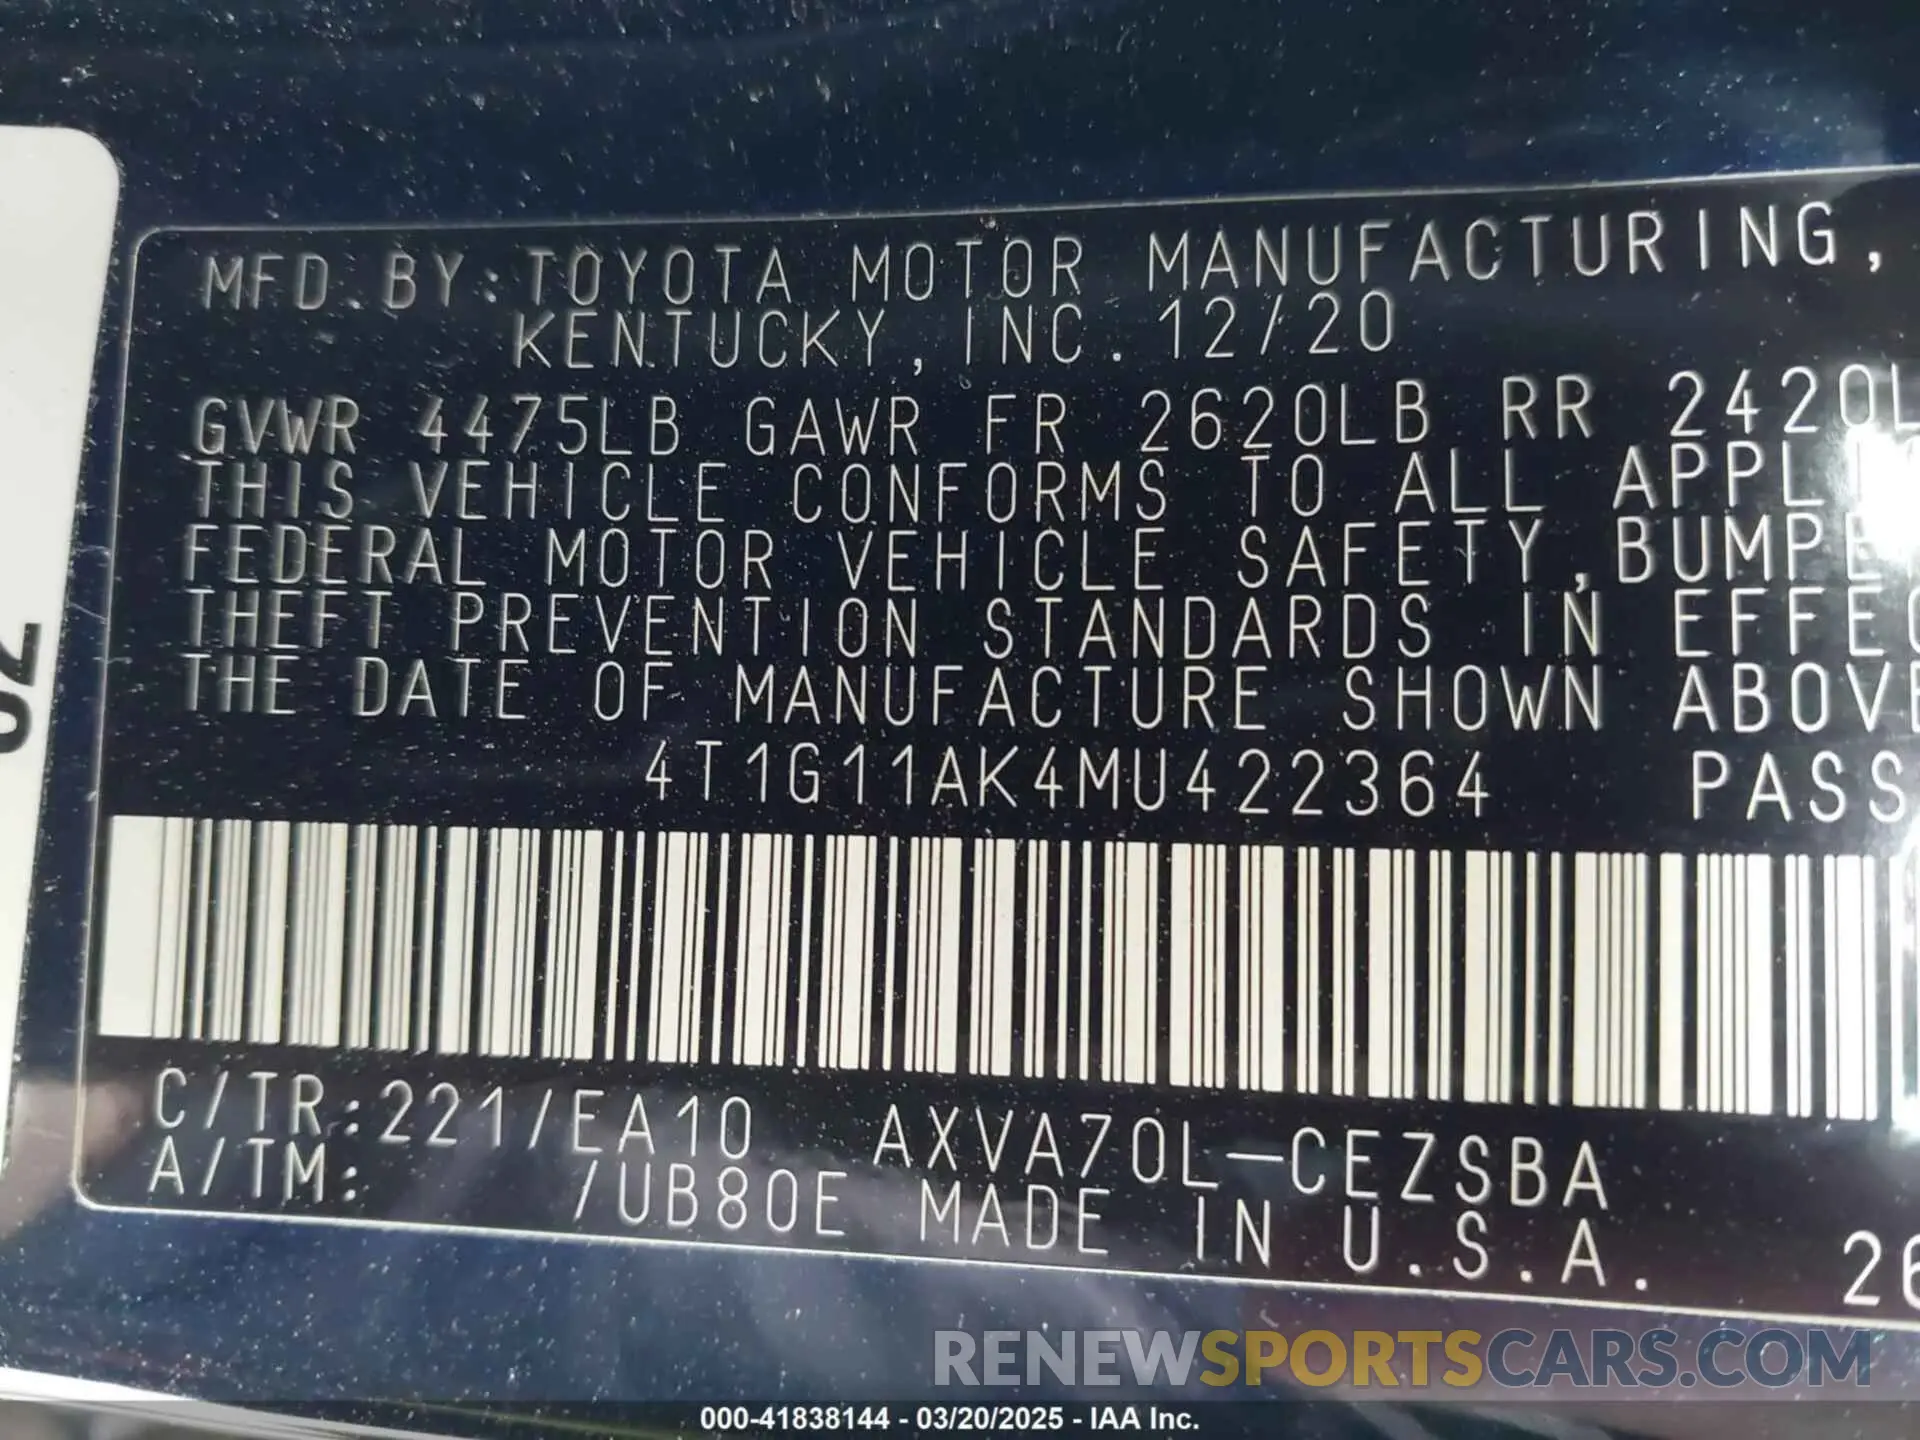 MFD.BY:TOYOTA MOTOR MANUFACTURING,
KENTUCKY,INC.12/20
GVWR 4475LB GAWR FR 2620LB RR 2420L
THIS VEHICLE CONFORMS TO ALL APPLIC
FEDERAL MOTOR VEHICLE SAFETY,BUMPE
THEFT PREVENTION STANDARDS IN EFFEC
THE DATE OF MANUFACTURE SHOWN ABOVE
4T1G11AK4MU422364 PASS
C/TR:221/EA10 AXVA70L-CEZSBA
A/TM: /UB80E MADE IN U.S.A.
26
02
RENEWSPORTSCARS.COM
000-41838144 - 03/20/2025 - IAA Inc.